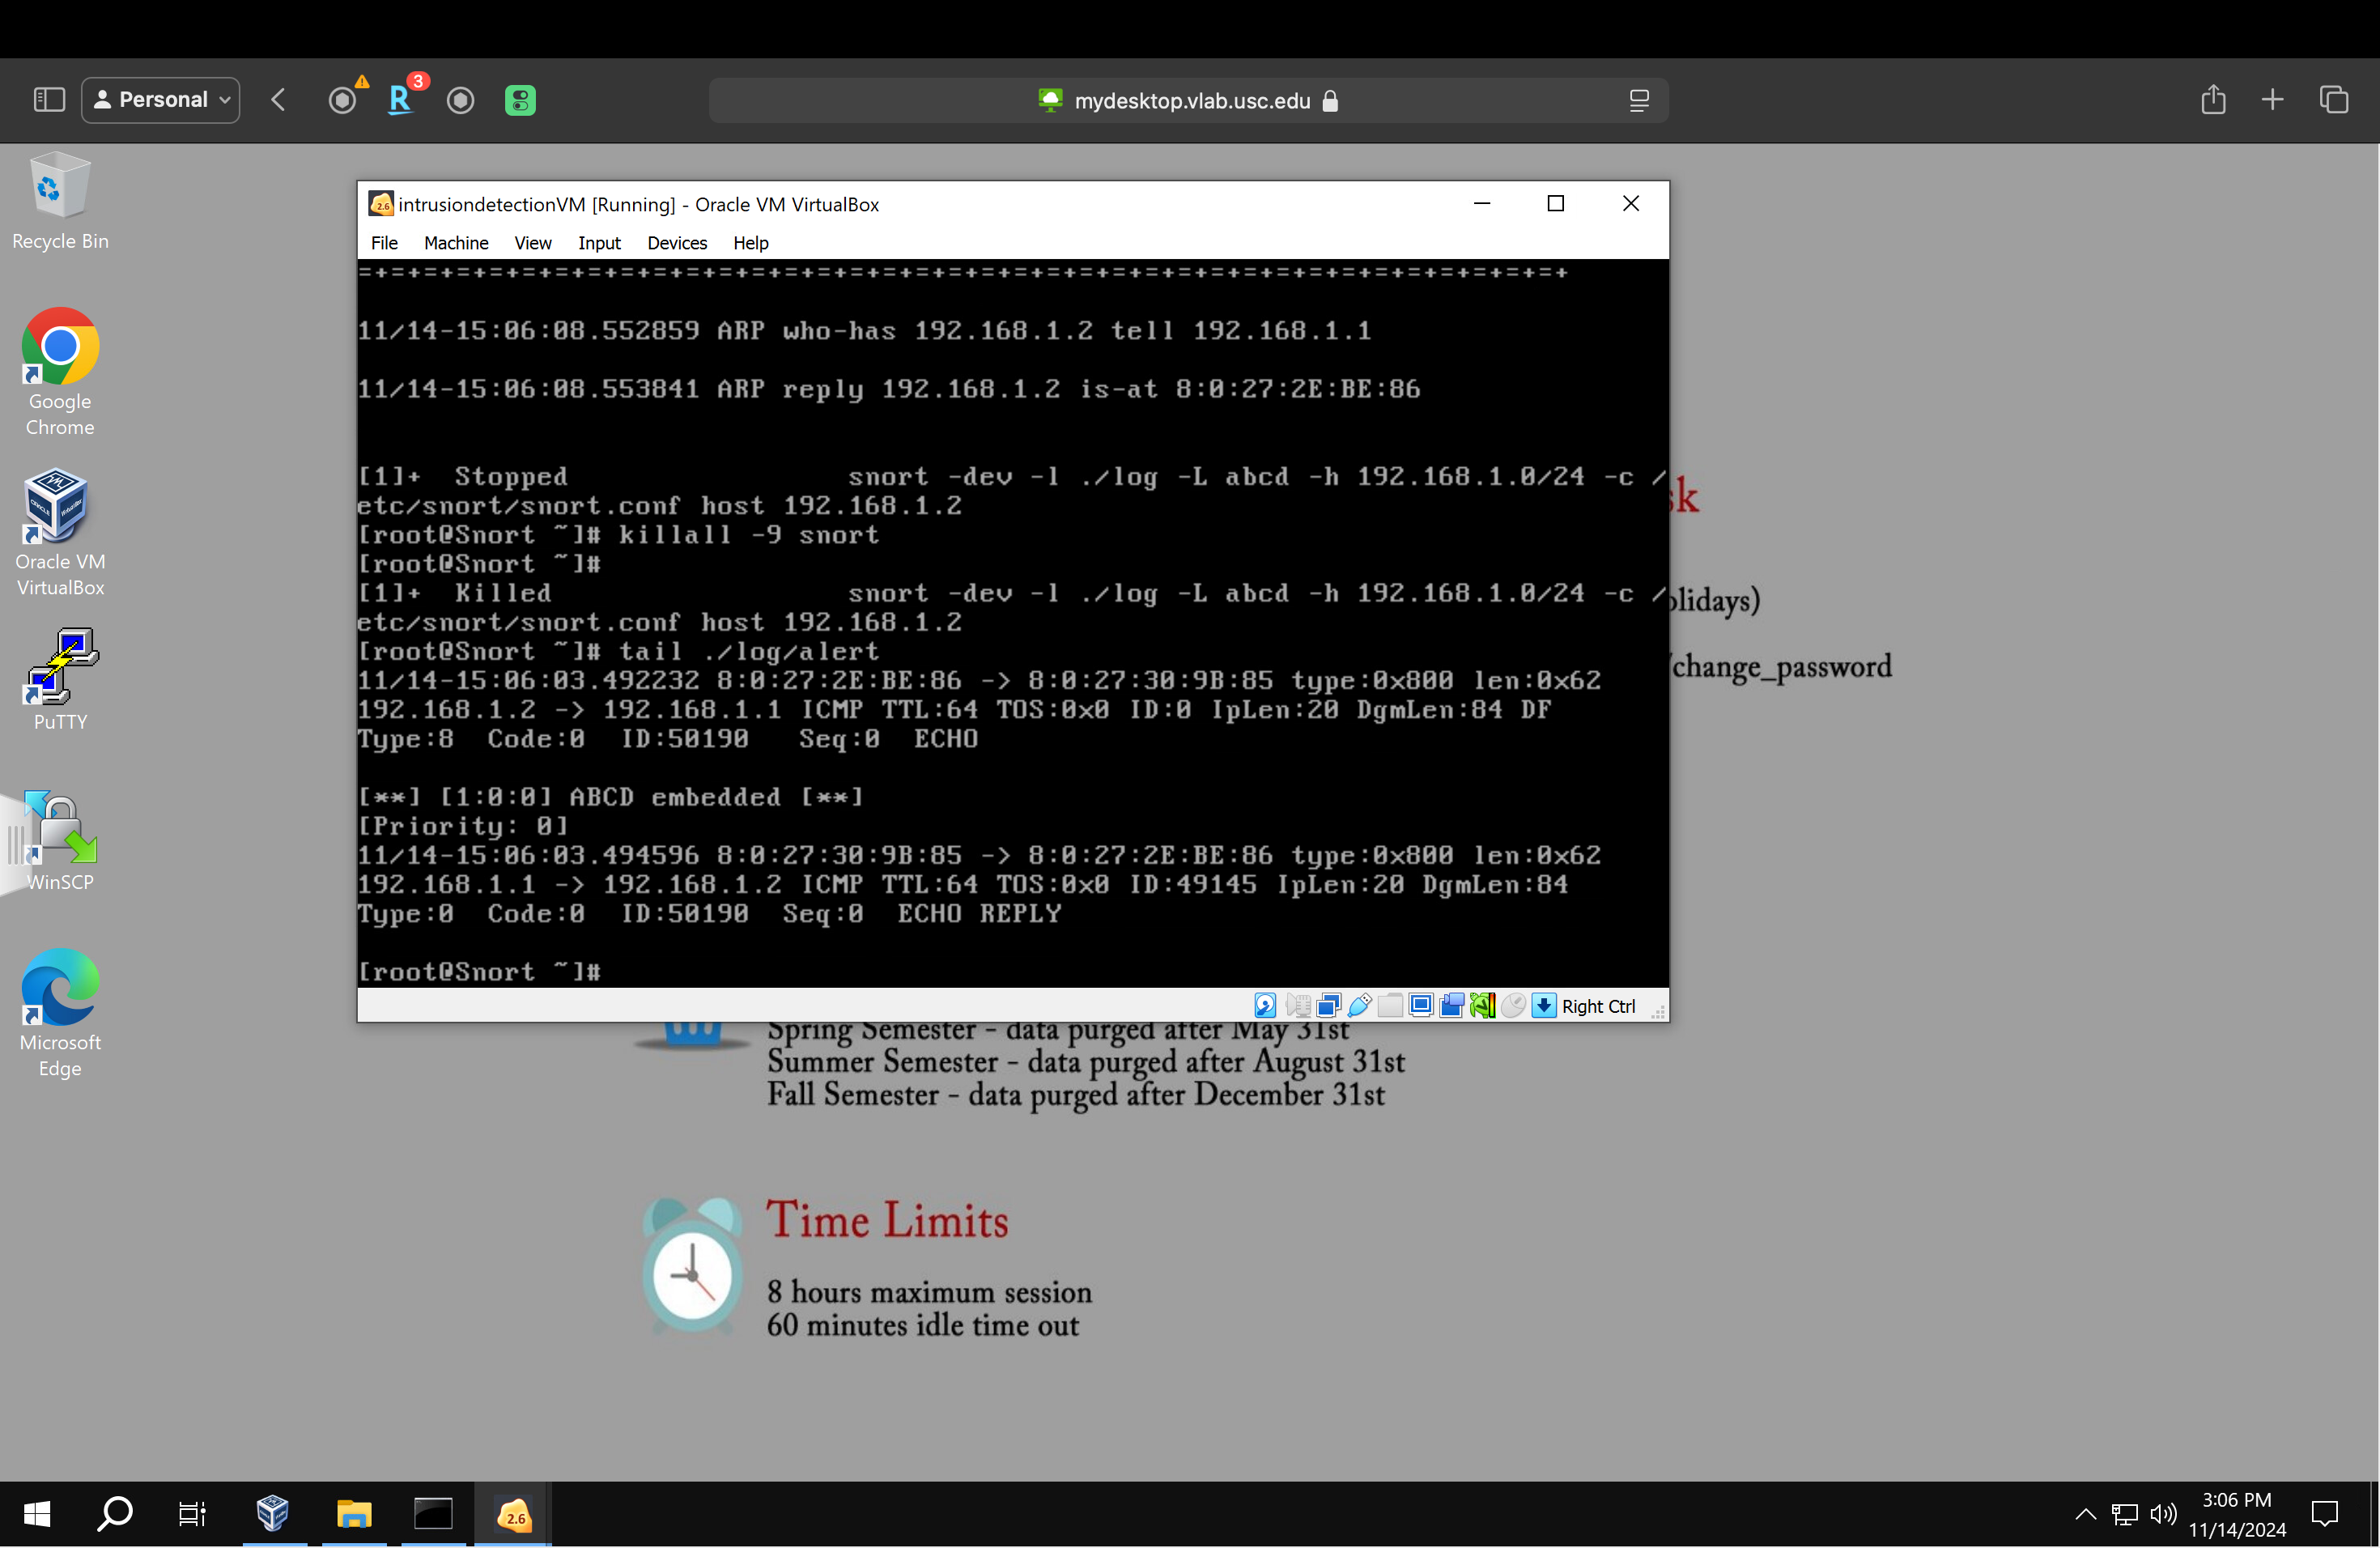 Personal
3
mydesktop.vlab.usc.edu
Recycle Bin
Google
Chrome
Oracle VM
VirtualBox
PuTTY
WinSCP
Microsoft
Edge
2.6
intrusiondetectionVM [Running] - Oracle VM VirtualBox
File Machine View Input Devices Help
=+=+=+=+=+=+=+=+=+=+=+=+=+=+=+=+=+=+=+=+=+=+=+=+=+=+=+=+=+=+=+=+=+=+=+=+=+
11/14-15:06:08.552859 ARP who-has 192.168.1.2 tell 192.168.1.1
11/14-15:06:08.553841 ARP reply 192.168.1.2 is-at 8:0:27:2E:BE:86
[1]+  Stopped                 snort -dev -l ./log -L abcd -h 192.168.1.0/24 -c /
etc/snort/snort.conf host 192.168.1.2
[root@Snort ~]# killall -9 snort
[root@Snort ~]#
[1]+  Killed                  snort -dev -l ./log -L abcd -h 192.168.1.0/24 -c /
etc/snort/snort.conf host 192.168.1.2
[root@Snort ~]# tail ./log/alert
11/14-15:06:03.492232 8:0:27:2E:BE:86 -> 8:0:27:30:9B:85 type:0x800 len:0x62
192.168.1.2 -> 192.168.1.1 ICMP TTL:64 TOS:0x0 ID:0 IpLen:20 DgmLen:84 DF
Type:8  Code:0  ID:50190   Seq:0  ECHO
[**] [1:0:0] ABCD embedded [**]
[Priority: 0]
11/14-15:06:03.494596 8:0:27:30:9B:85 -> 8:0:27:2E:BE:86 type:0x800 len:0x62
192.168.1.1 -> 192.168.1.2 ICMP TTL:64 TOS:0x0 ID:49145 IpLen:20 DgmLen:84
Type:0  Code:0  ID:50190  Seq:0  ECHO REPLY
[root@Snort ~]#
Right Ctrl
sk
olidays)
/change_password
Spring Semester - data purged after May 31st
Summer Semester - data purged after August 31st
Fall Semester - data purged after December 31st
Time Limits
8 hours maximum session
60 minutes idle time out
2.6
3:06 PM
11/14/2024